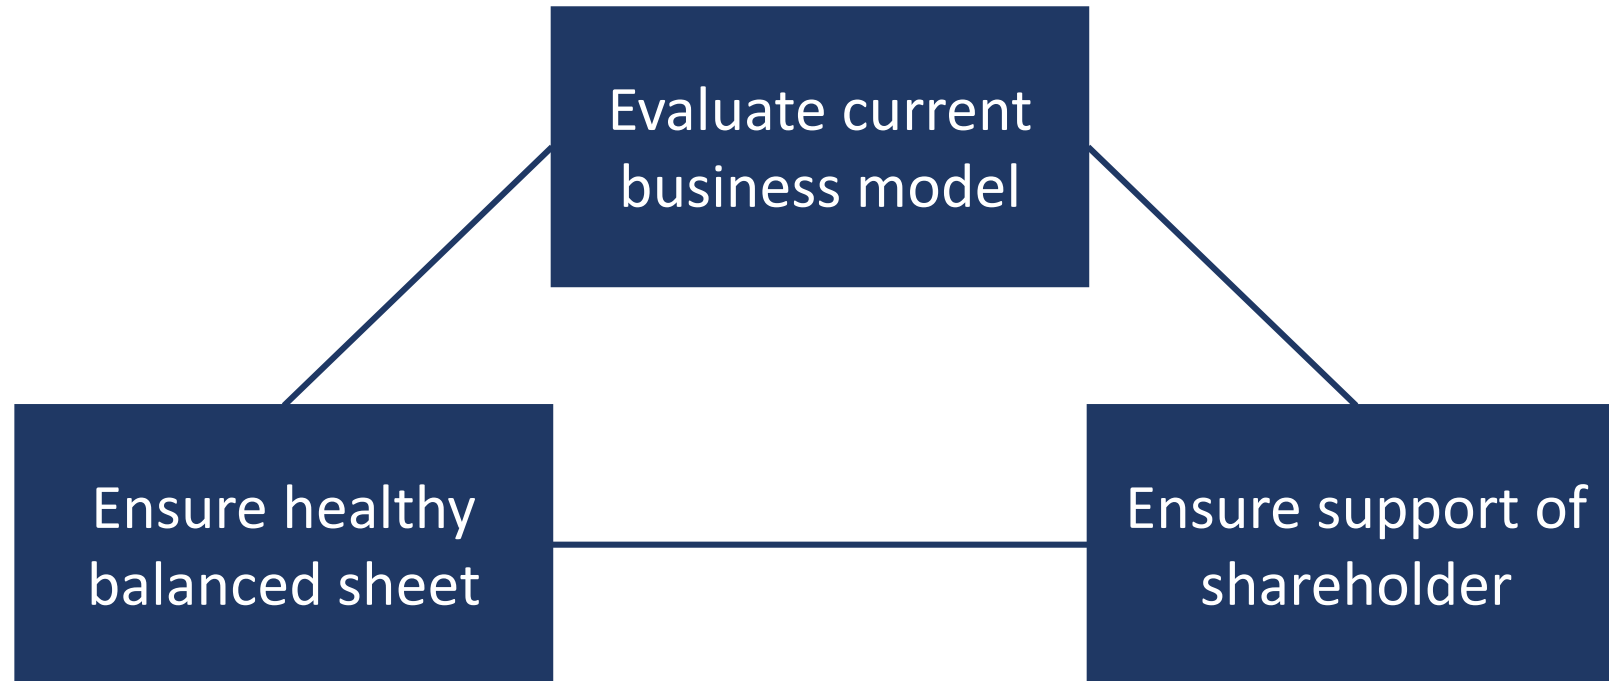 Evaluate current
business model
Ensure healthy
balanced sheet
Ensure support of
shareholder